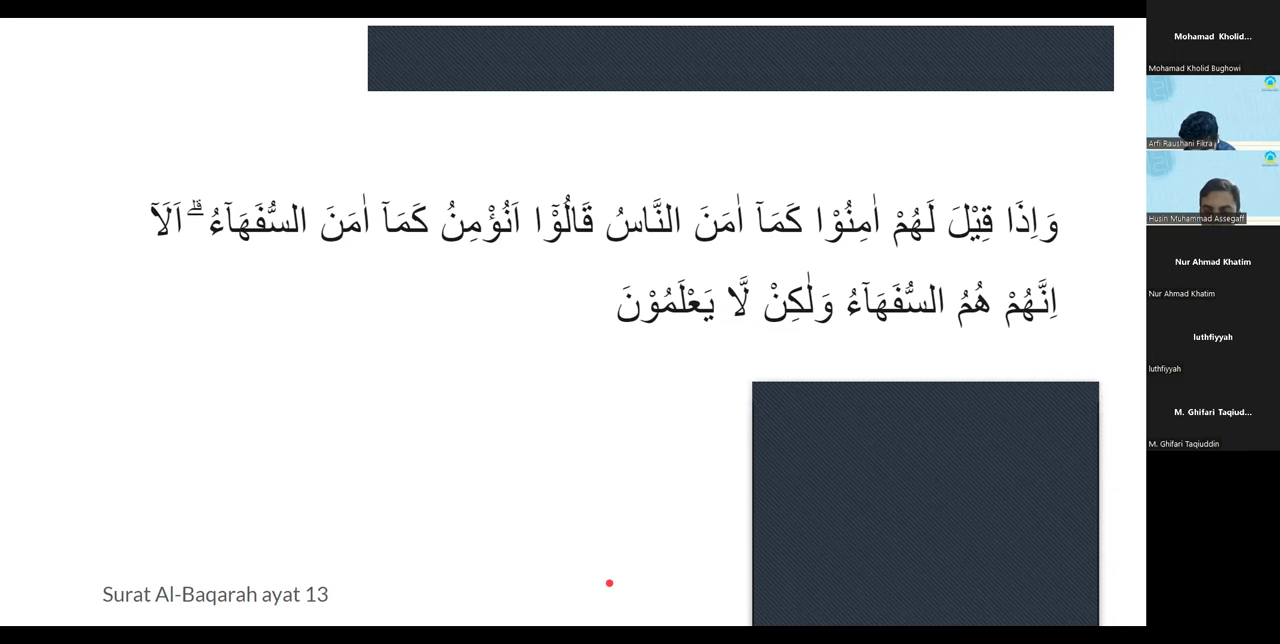 وَاِذَا قِيْلَ لَهُمْ اٰمِنُوْا كَمَآ اٰمَنَ النَّاسُ قَالُوْٓا اَنُؤْمِنُ كَمَآ اٰمَنَ السُّفَهَاۤءُ ۗ اَلَآ
اِنَّهُمْ هُمُ السُّفَهَاۤءُ وَلٰكِنْ لَّا يَعْلَمُوْنَ
Surat Al-Baqarah ayat 13
Mohamad Kholid...
Mohamad Kholid Bughowi
Arfi Raushani Fikra
Husin Muhammad Assegaff
Nur Ahmad Khatim
Nur Ahmad Khatim
luthfiyyah
luthfiyyah
M. Ghifari Taqiud...
M. Ghifari Taqiuddin